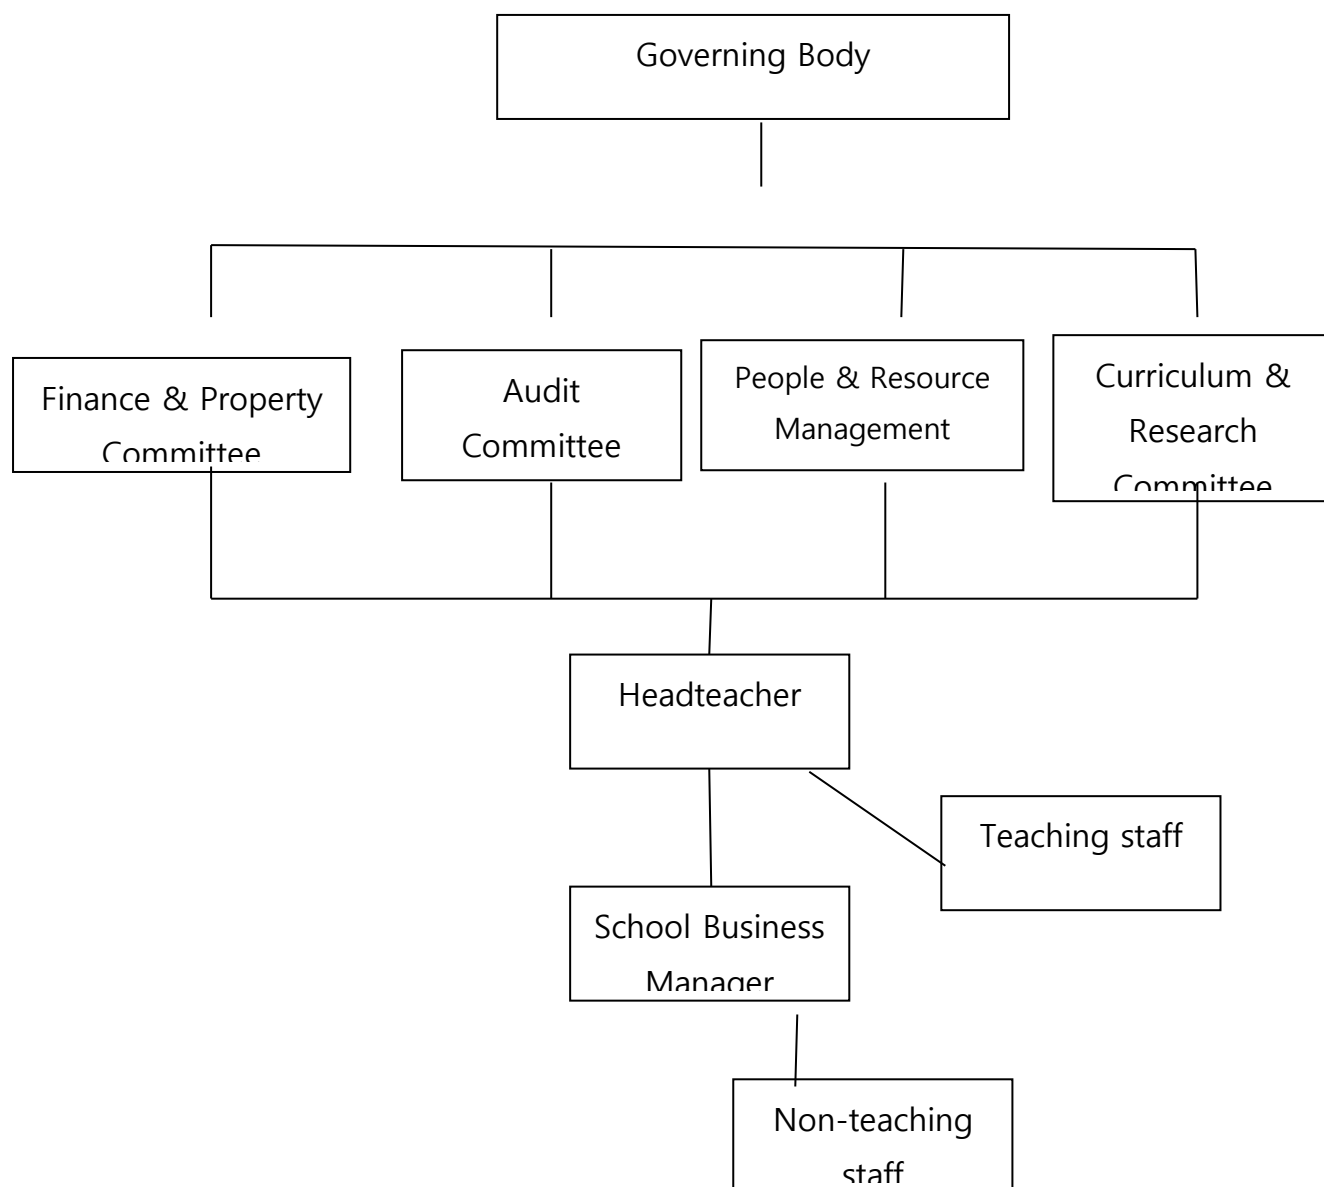 Governing Body
Finance & Property
Committee
Audit
Committee
People & Resource
Management
Curriculum &
Research
Committee
Headteacher
Teaching staff
School Business
Manager
Non-teaching
staff